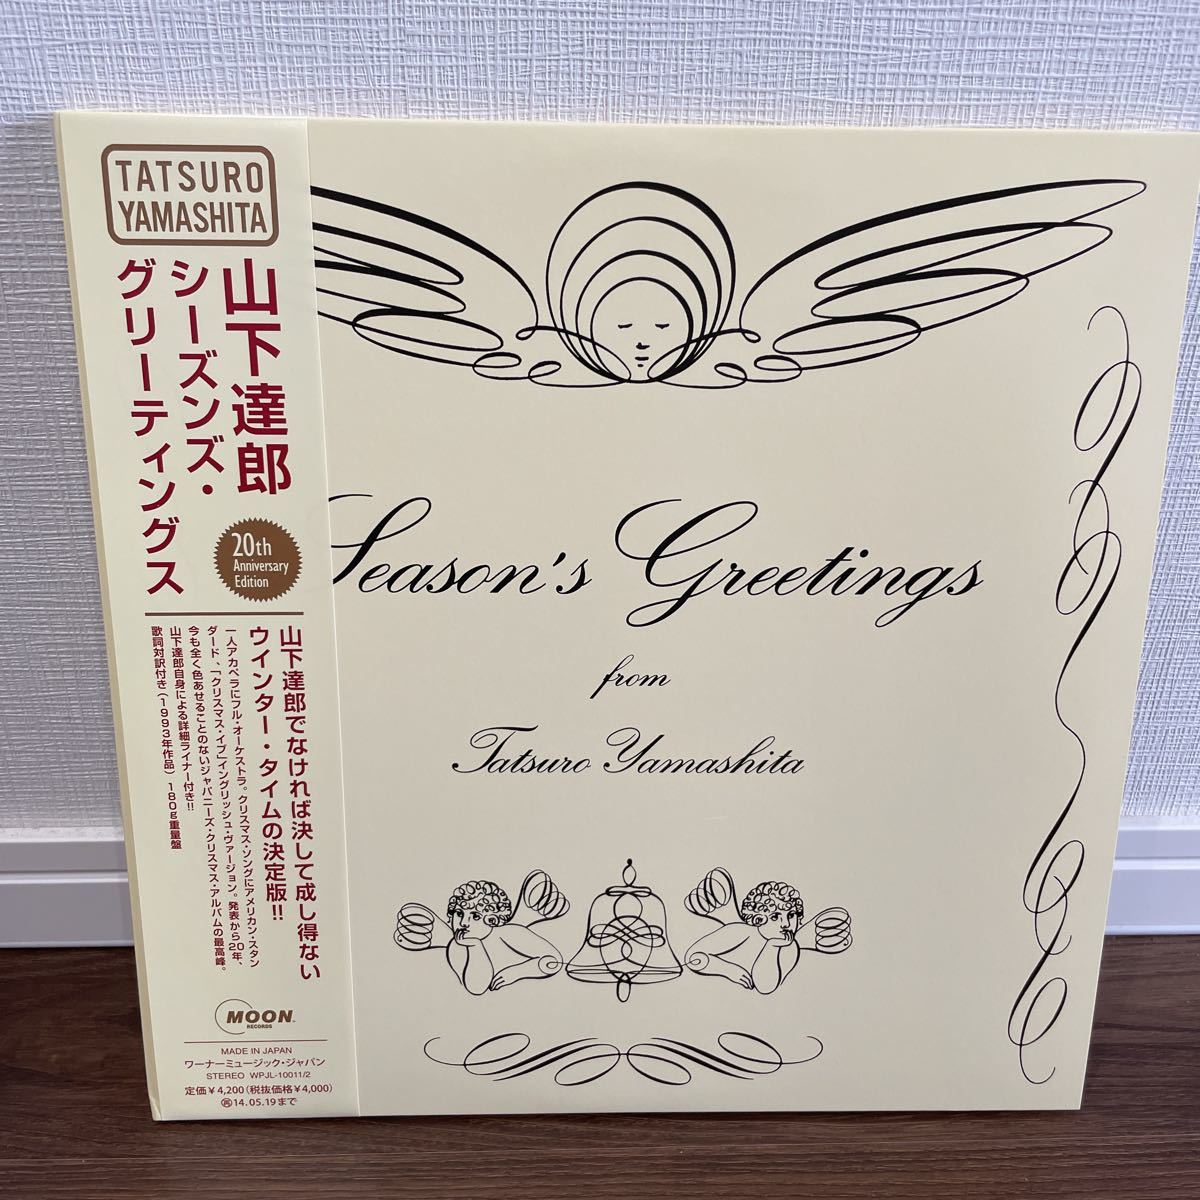 TATSURO
YAMASHITA
山下達郎
シーズンズ・
グリーティングス
20th
Anniversary
Edition
山下達郎でなければ決して成し得ない
ウインター・タイムの決定版!!
一人アカペラにフル・オーケストラ。クリスマス・ソングにアメリカン・スタン
ダード、「クリスマス・イブ」イングリッシュ・ヴァージョン。発表から20年、
今も全く色あせることのないジャパニーズ・クリスマス・アルバムの最高峰。
山下達郎自身による詳細ライナー付き!!
歌詞対訳付き(1993年作品) 180g重量盤
MOON
RECORDS
MADE IN JAPAN
ワーナーミュージック・ジャパン
STEREO WPJL-10011/2
定価¥4,200(税抜価格¥4,000)
再14.05.19まで
Season's Greetings
from
Tatsuro Yamashita